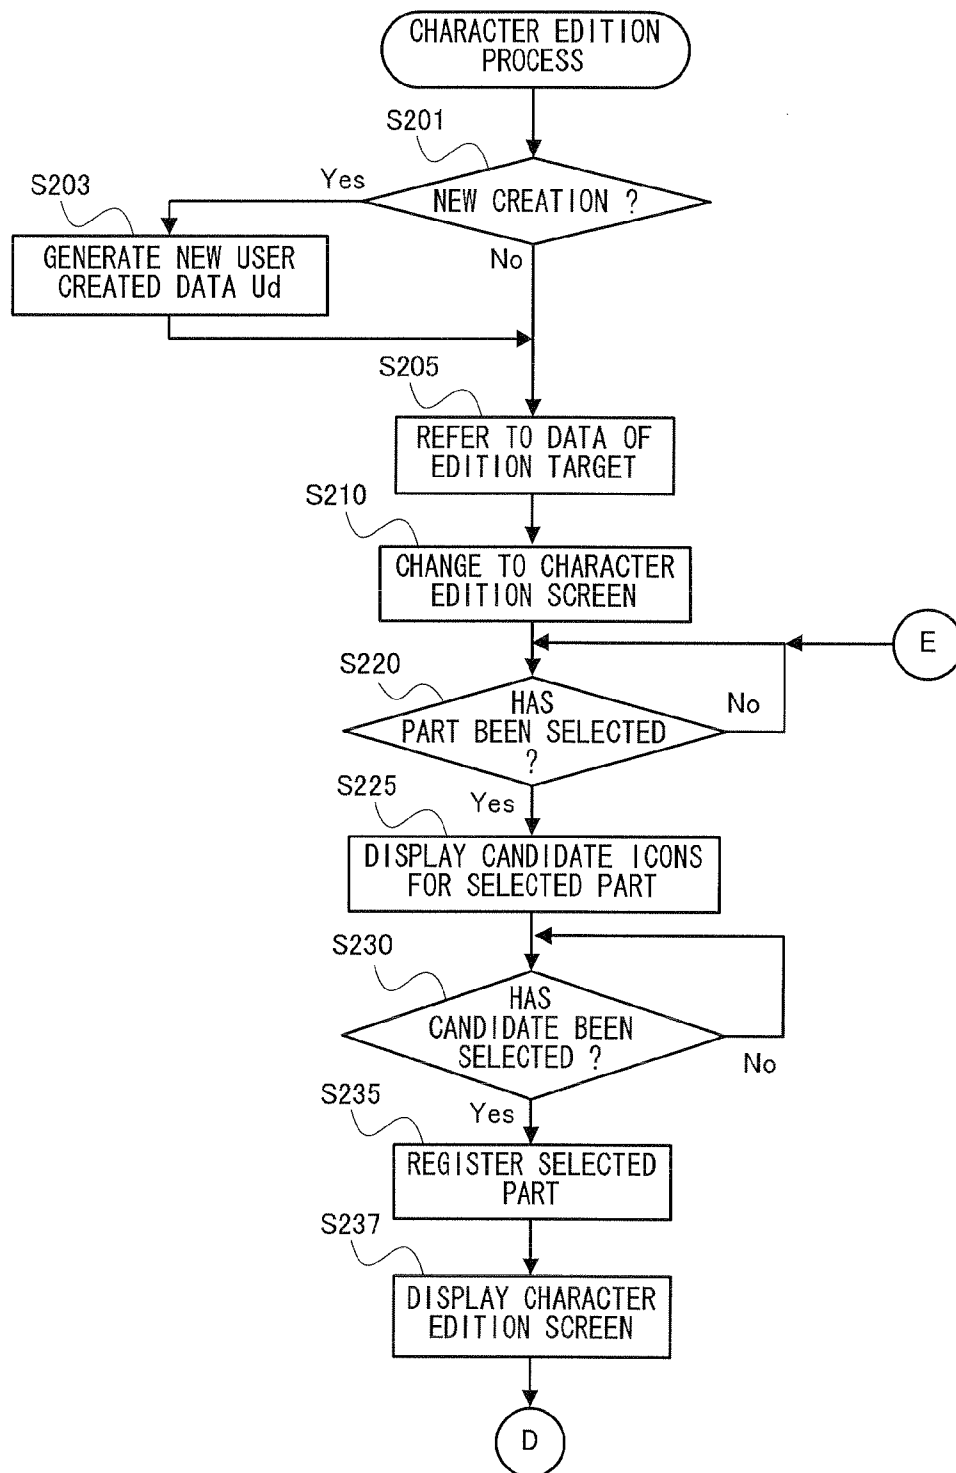 CHARACTER EDITION
PROCESS
S201
NEW CREATION ?
Yes
No
S203
GENERATE NEW USER
CREATED DATA Ud
S205
REFER TO DATA OF
EDITION TARGET
S210
CHANGE TO CHARACTER
EDITION SCREEN
E
S220
HAS
PART BEEN SELECTED
?
No
Yes
S225
DISPLAY CANDIDATE ICONS
FOR SELECTED PART
S230
HAS
CANDIDATE BEEN
SELECTED ?
No
Yes
S235
REGISTER SELECTED
PART
S237
DISPLAY CHARACTER
EDITION SCREEN
D